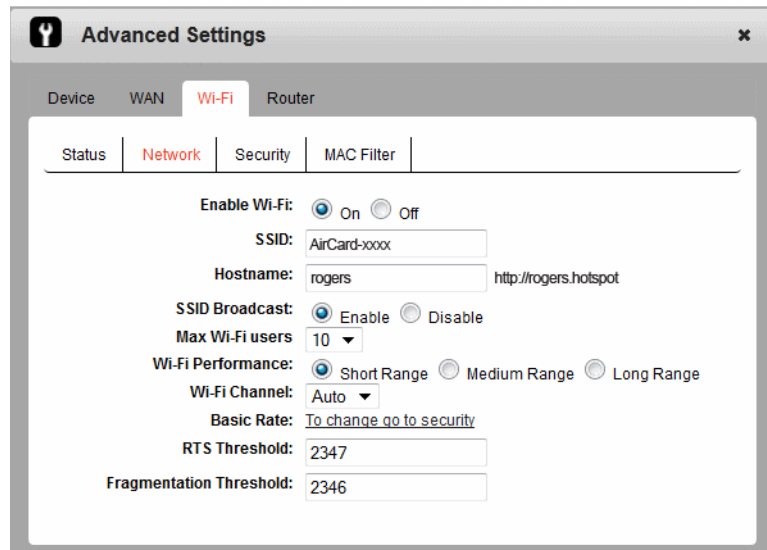 Advanced Settings
Device WAN Wi-Fi Router
Status Network Security MAC Filter
Enable Wi-Fi: On Off
SSID: AirCard-xxxx
Hostname: rogers http://rogers.hotspot
SSID Broadcast: Enable Disable
Max Wi-Fi users 10
Wi-Fi Performance: Short Range Medium Range Long Range
Wi-Fi Channel: Auto
Basic Rate: To change go to security
RTS Threshold: 2347
Fragmentation Threshold: 2346